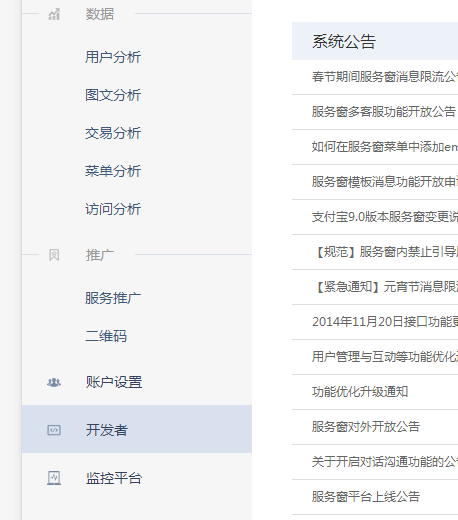 数据
用户分析
图文分析
交易分析
菜单分析
访问分析
推广
服务推广
二维码
账户设置
开发者
监控平台
系统公告
春节期间服务窗消息限流公
服务窗多客服功能开放公告
如何在服务窗菜单中添加em
服务窗模板消息功能开放申
支付宝9.0版本服务窗变更说
【规范】服务窗内禁止引导
【紧急通知】元宵节消息限
2014年11月20日接口功能
用户管理与互动等功能优化
功能优化升级通知
服务窗对外开放公告
关于开启对话沟通功能的公
服务窗平台上线公告